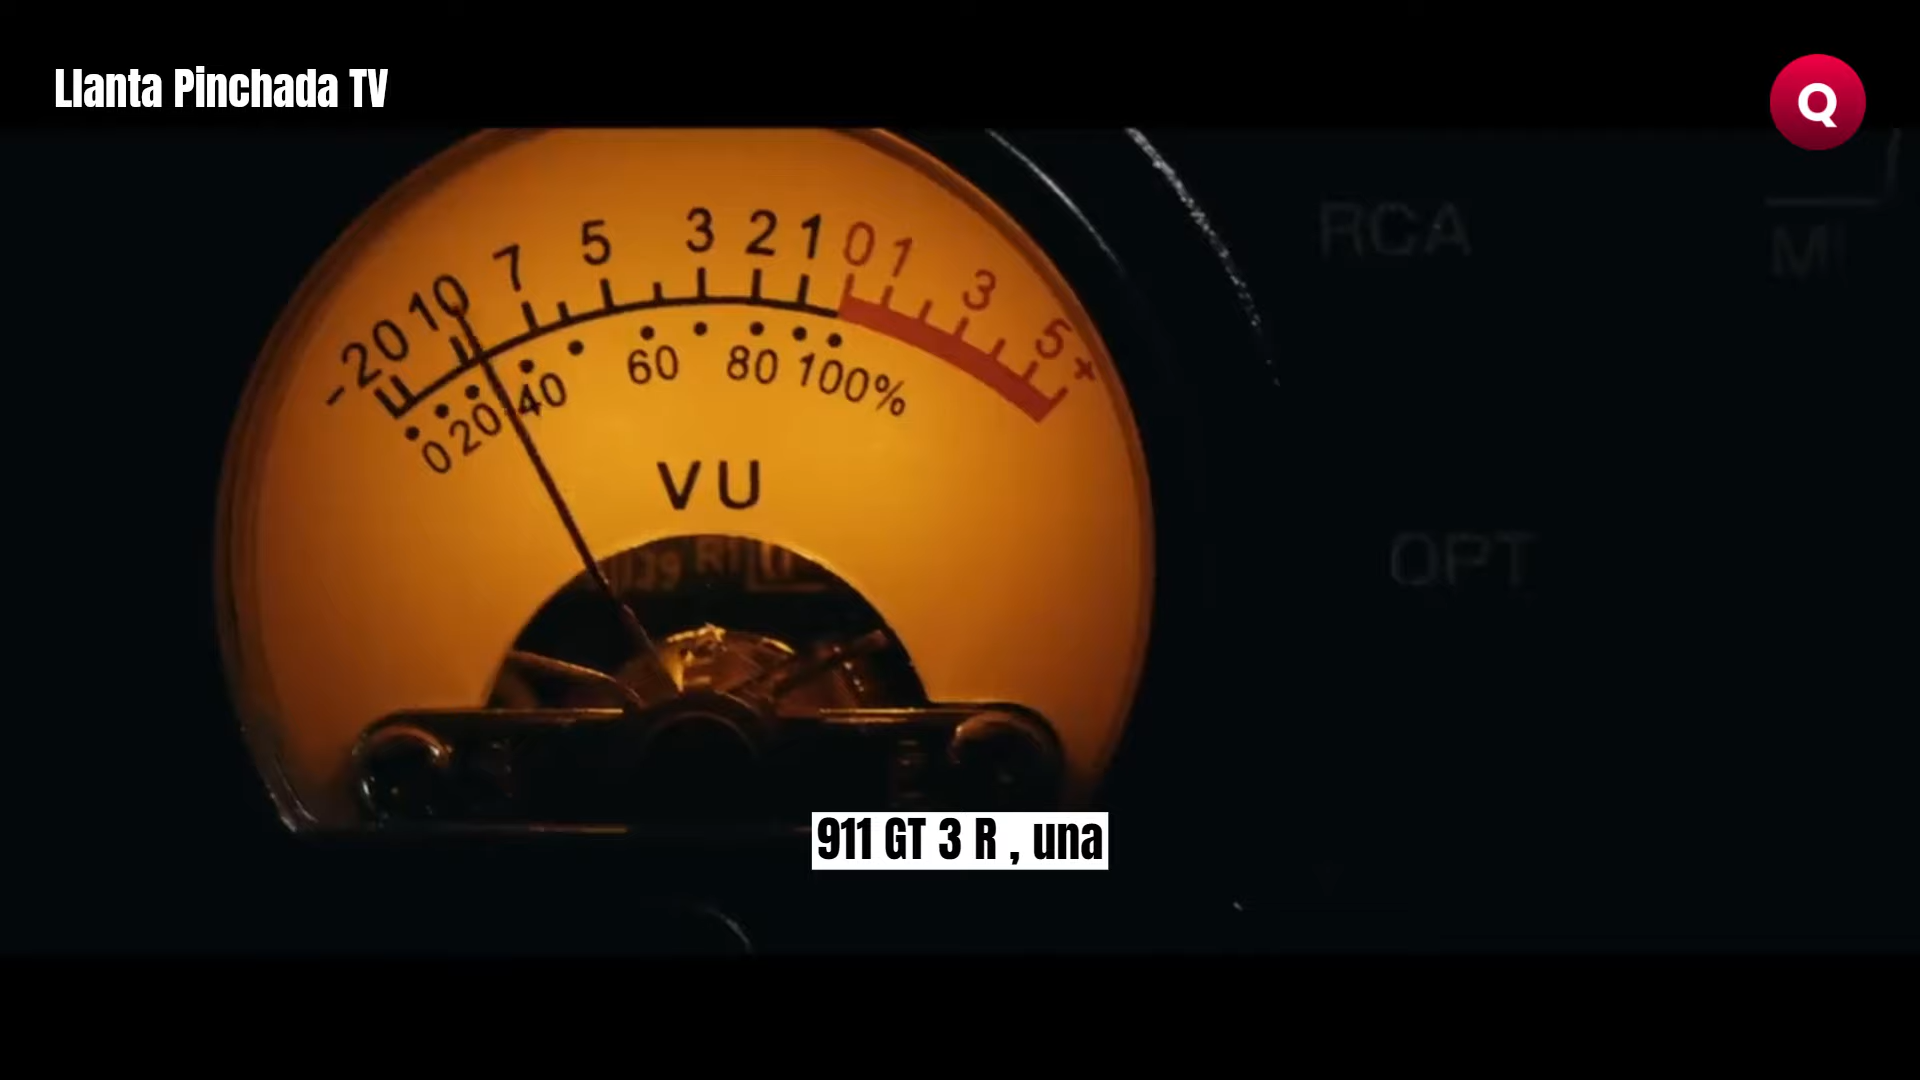 Llanta Pinchada TV
Q
RCA
- 20 10 7 5 3 2 1 0 1 3 5 +
0 20 40 60 80 100%
VU
OPT
911 GT 3 R , una